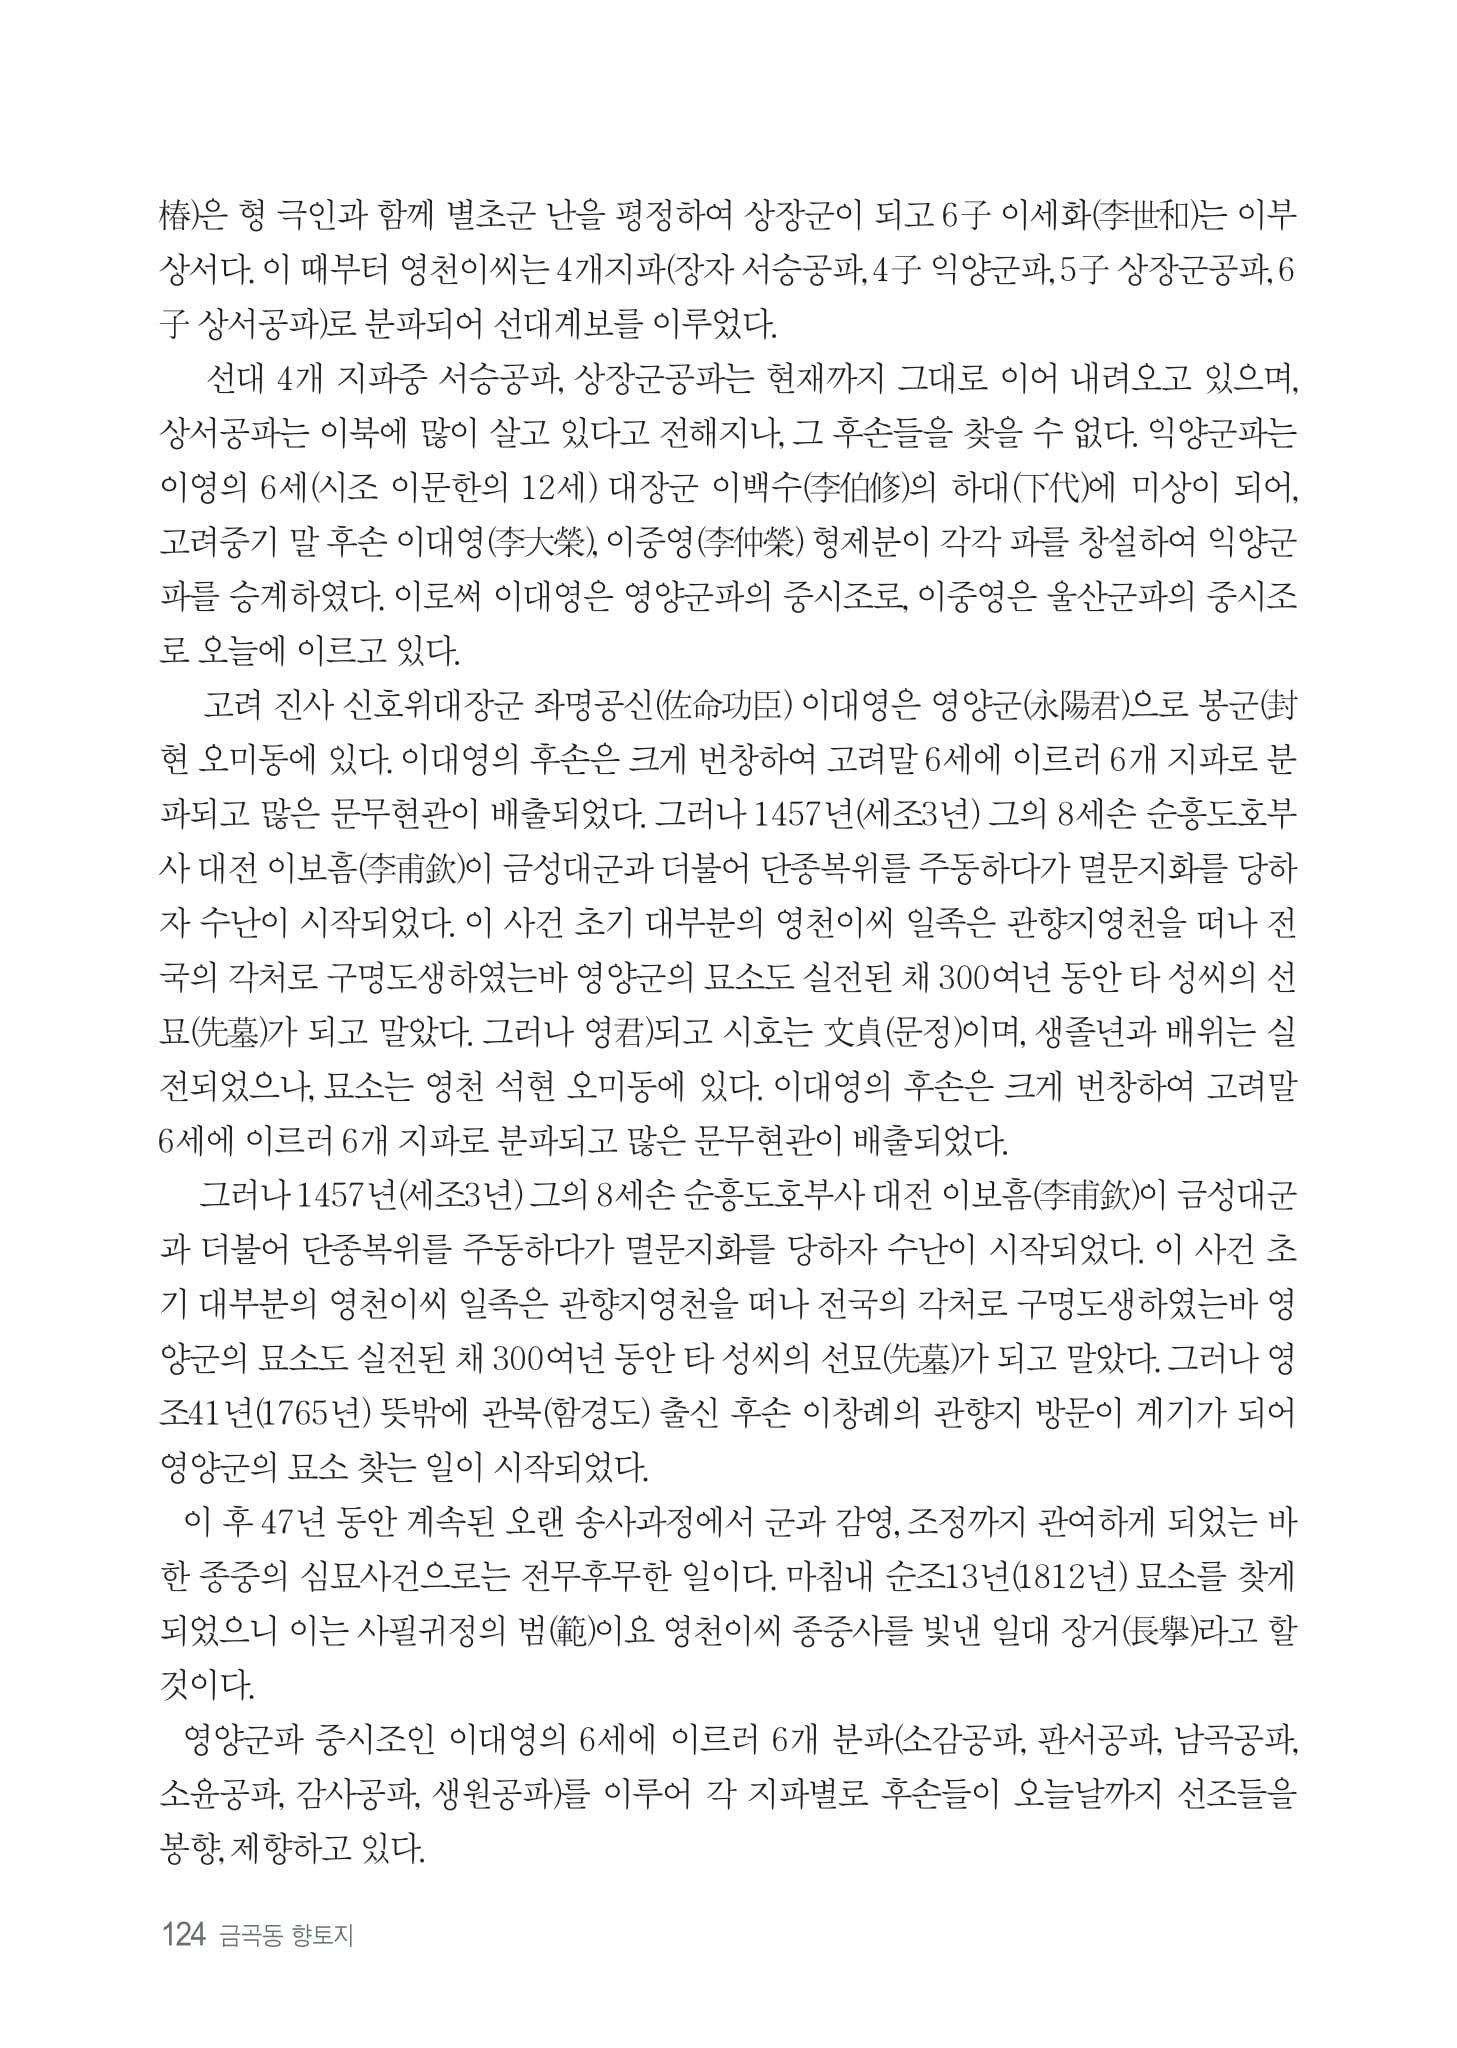 椿)은 형 극인과 함께 별초군 난을 평정하여 상장군이 되고 6子 이세화(李世和)는 이부
상서다. 이 때부터 영천이씨는 4개지파(장자 서승공파, 4子 익양군파, 5子 상장군공파, 6
子 상서공파)로 분파되어 선대계보를 이루었다.
선대 4개 지파중 서승공파, 상장군공파는 현재까지 그대로 이어 내려오고 있으며,
상서공파는 이북에 많이 살고 있다고 전해지나, 그 후손들을 찾을 수 없다. 익양군파는
이영의 6세(시조 이문한의 12세) 대장군 이백수(李伯修)의 하대(下代)에 미상이 되어,
고려중기 말 후손 이대영(李大榮), 이중영(李仲榮) 형제분이 각각 파를 창설하여 익양군
파를 승계하였다. 이로써 이대영은 영양군파의 중시조로, 이중영은 울산군파의 중시조
로 오늘에 이르고 있다.
고려 진사 신호위대장군 좌명공신(佐命功臣) 이대영은 영양군(永陽君)으로 봉군(封
현 오미동에 있다. 이대영의 후손은 크게 번창하여 고려말 6세에 이르러 6개 지파로 분
파되고 많은 문무현관이 배출되었다. 그러나 1457년(세조3년) 그의 8세손 순흥도호부
사 대전 이보흠(李甫欽)이 금성대군과 더불어 단종복위를 주동하다가 멸문지화를 당하
자 수난이 시작되었다. 이 사건 초기 대부분의 영천이씨 일족은 관향지영천을 떠나 전
국의 각처로 구명도생하였는바 영양군의 묘소도 실전된 채 300여년 동안 타 성씨의 선
묘(先墓)가 되고 말았다. 그러나 영君)되고 시호는 文貞(문정)이며, 생졸년과 배위는 실
전되었으나, 묘소는 영천 석현 오미동에 있다. 이대영의 후손은 크게 번창하여 고려말
6세에 이르러 6개 지파로 분파되고 많은 문무현관이 배출되었다.
그러나 1457년(세조3년) 그의 8세손 순흥도호부사 대전 이보흠(李甫欽)이 금성대군
과 더불어 단종복위를 주동하다가 멸문지화를 당하자 수난이 시작되었다. 이 사건 초
기 대부분의 영천이씨 일족은 관향지영천을 떠나 전국의 각처로 구명도생하였는바 영
양군의 묘소도 실전된 채 300여년 동안 타 성씨의 선묘(先墓)가 되고 말았다. 그러나 영
조41년(1765년) 뜻밖에 관북(함경도) 출신 후손 이창례의 관향지 방문이 계기가 되어
영양군의 묘소 찾는 일이 시작되었다.
이 후 47년 동안 계속된 오랜 송사과정에서 군과 감영, 조정까지 관여하게 되었는 바
한 종중의 심묘사건으로는 전무후무한 일이다. 마침내 순조13년(1812년) 묘소를 찾게
되었으니 이는 사필귀정의 범(範)이요 영천이씨 종중사를 빛낸 일대 장거(長擧)라고 할
것이다.
영양군파 중시조인 이대영의 6세에 이르러 6개 분파(소감공파, 판서공파, 남곡공파,
소윤공파, 감사공파, 생원공파)를 이루어 각 지파별로 후손들이 오늘날까지 선조들을
봉향, 제향하고 있다.
124 금곡동 향토지